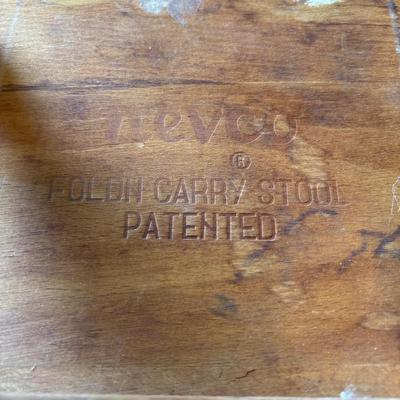 nevco
®
FOLDN CARRY STOOL
PATENTED